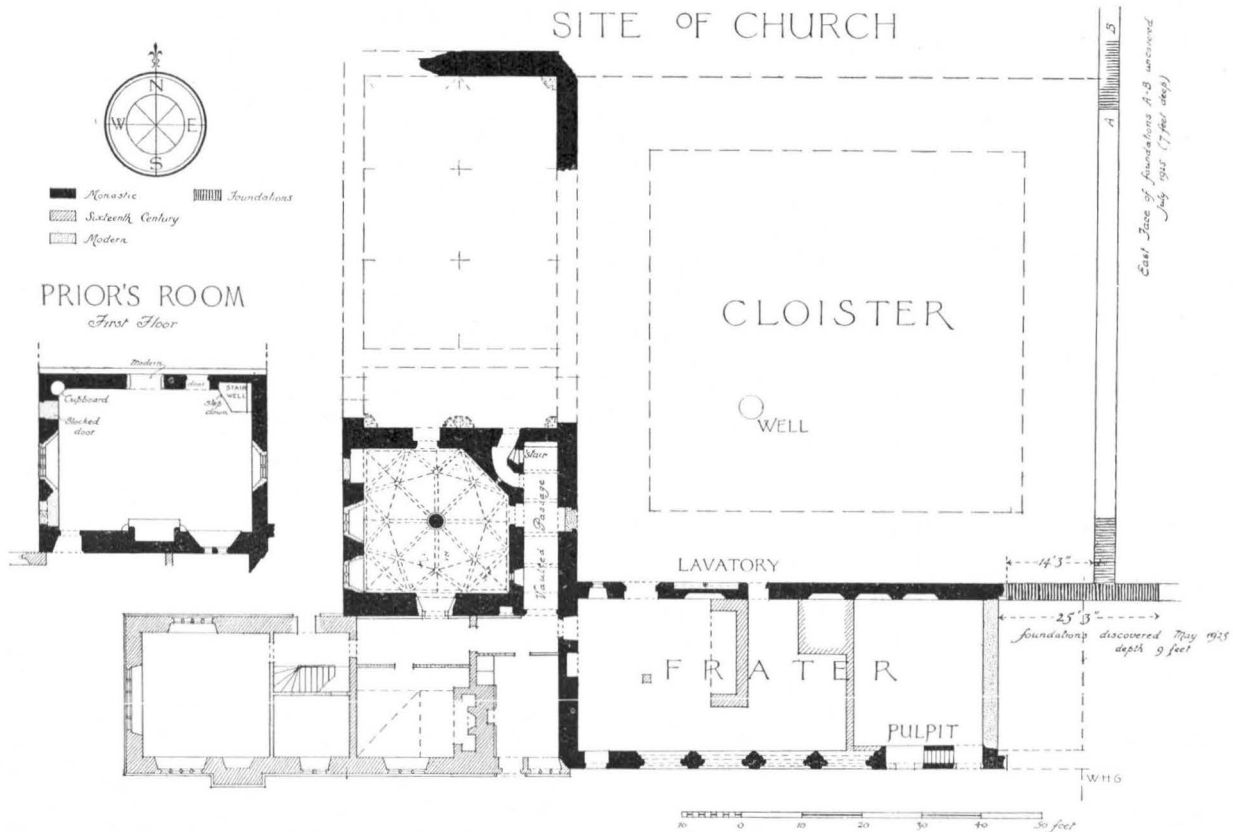 SITE OF CHURCH
N
W E
S
Monastic
Foundations
Sixteenth Century
Modern
PRIOR'S ROOM
First Floor
Modern
door
STAIR
WELL
Step
down
Cupboard
Blocked
door
B
A
East Face of foundations A-B uncovered
July 1925 (7 feet deep)
CLOISTER
WELL
Stair
Vaulted Passage
LAVATORY
14'3"
25'3"
foundations discovered May 1925
depth 9 feet
FRATER
PULPIT
W.H.G
10 0 10 20 30 40 50 feet